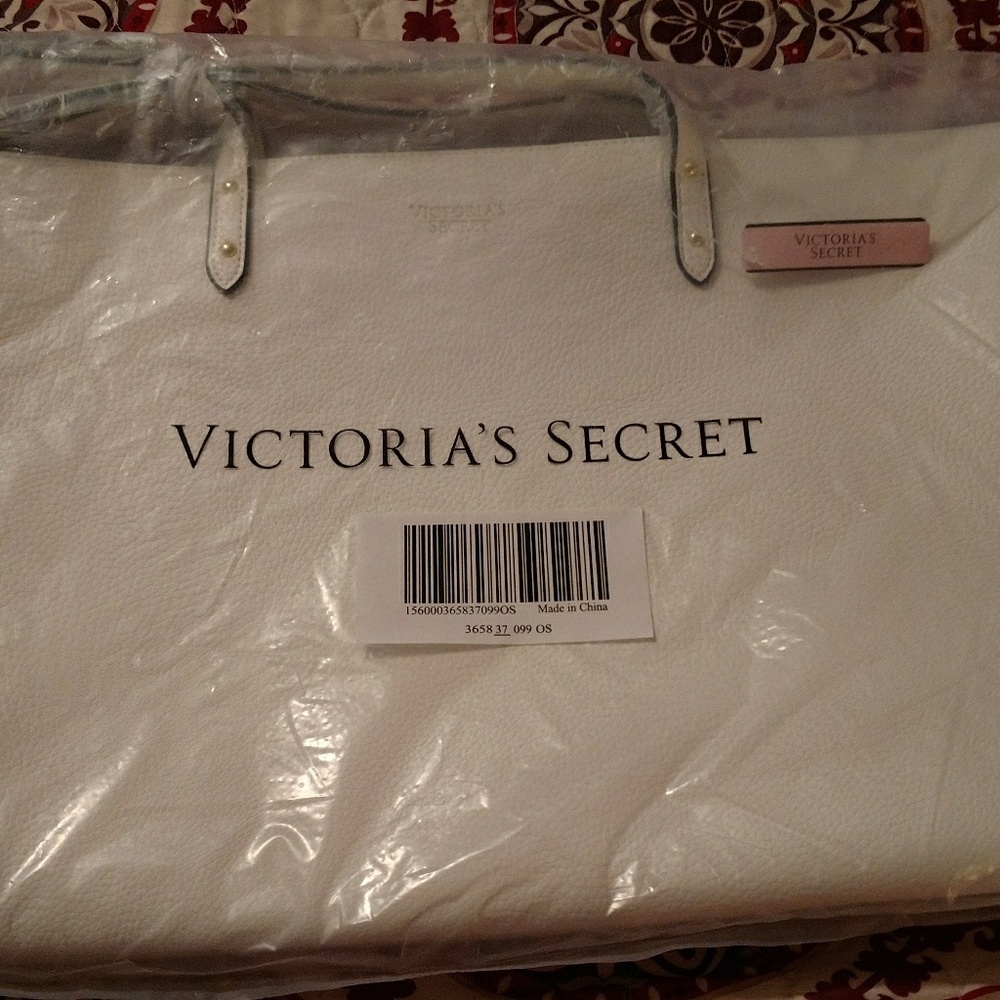 VICTORIA'S
SECRET
VICTORIA'S
SECRET
VICTORIA'S SECRET
156000365837099OS Made in China
3658 37 099 OS